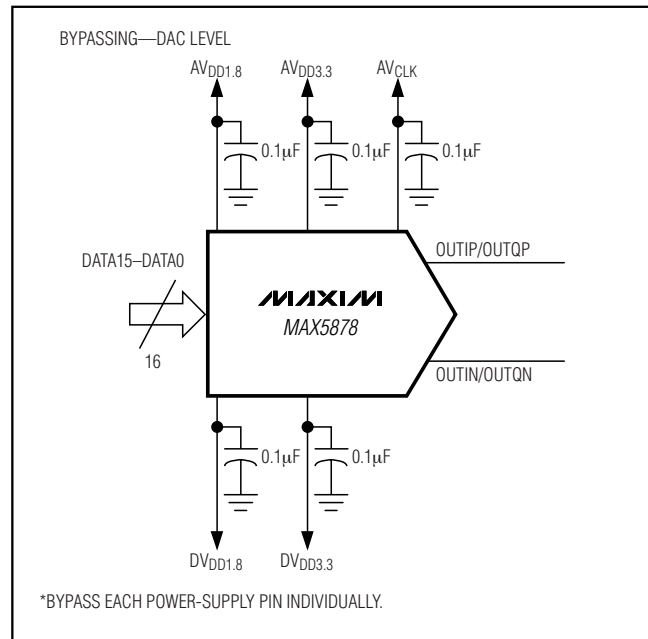 BYPASSING—DAC LEVEL
AVDD1.8 AVDD3.3 AVCLK
0.1µF 0.1µF 0.1µF
DATA15–DATA0
OUTIP/OUTQP
MAXIM
MAX5878
16
OUTIN/OUTQN
0.1µF 0.1µF
DVDD1.8 DVDD3.3
*BYPASS EACH POWER-SUPPLY PIN INDIVIDUALLY.